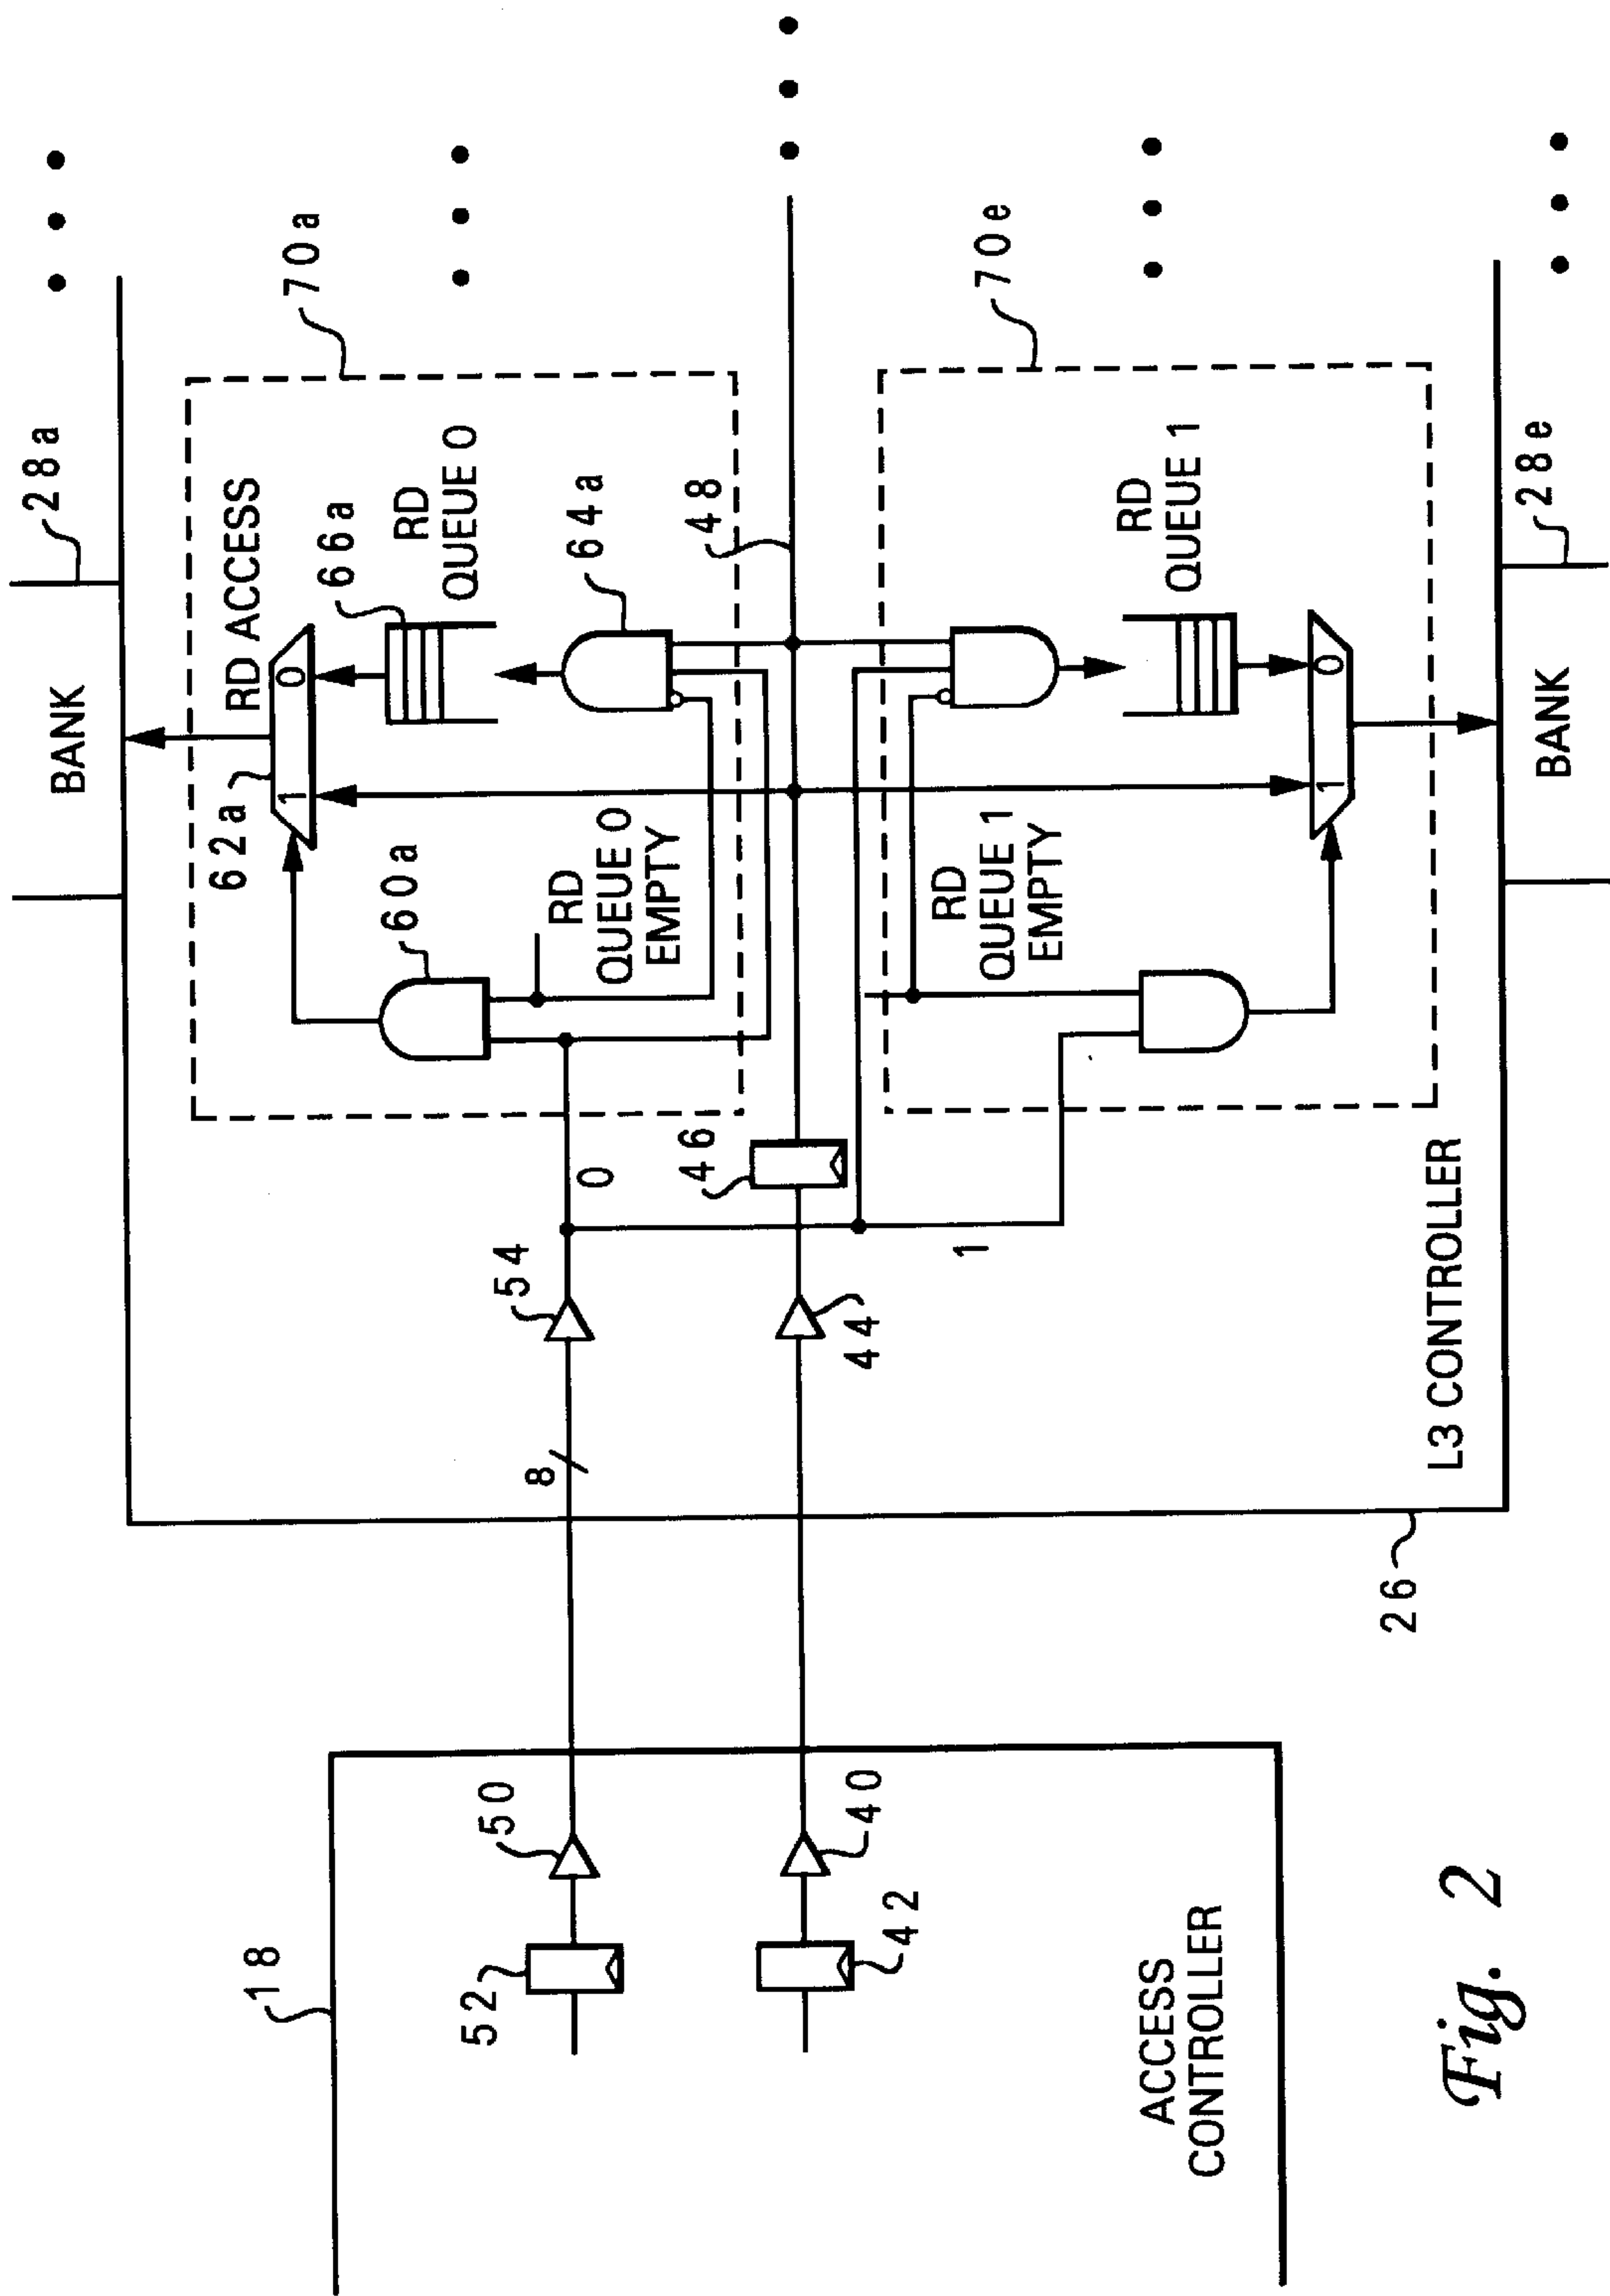 28a
BANK
70a
RD ACCESS
62a
1
0
66a
RD
QUEUE 0
60a
64a
RD
QUEUE 0
EMPTY
48
18
52
50
8
54
0
46
42
40
44
1
70e
RD
QUEUE 1
EMPTY
RD
QUEUE 1
1
0
ACCESS
CONTROLLER
26
L3 CONTROLLER
BANK
28e
Fig. 2